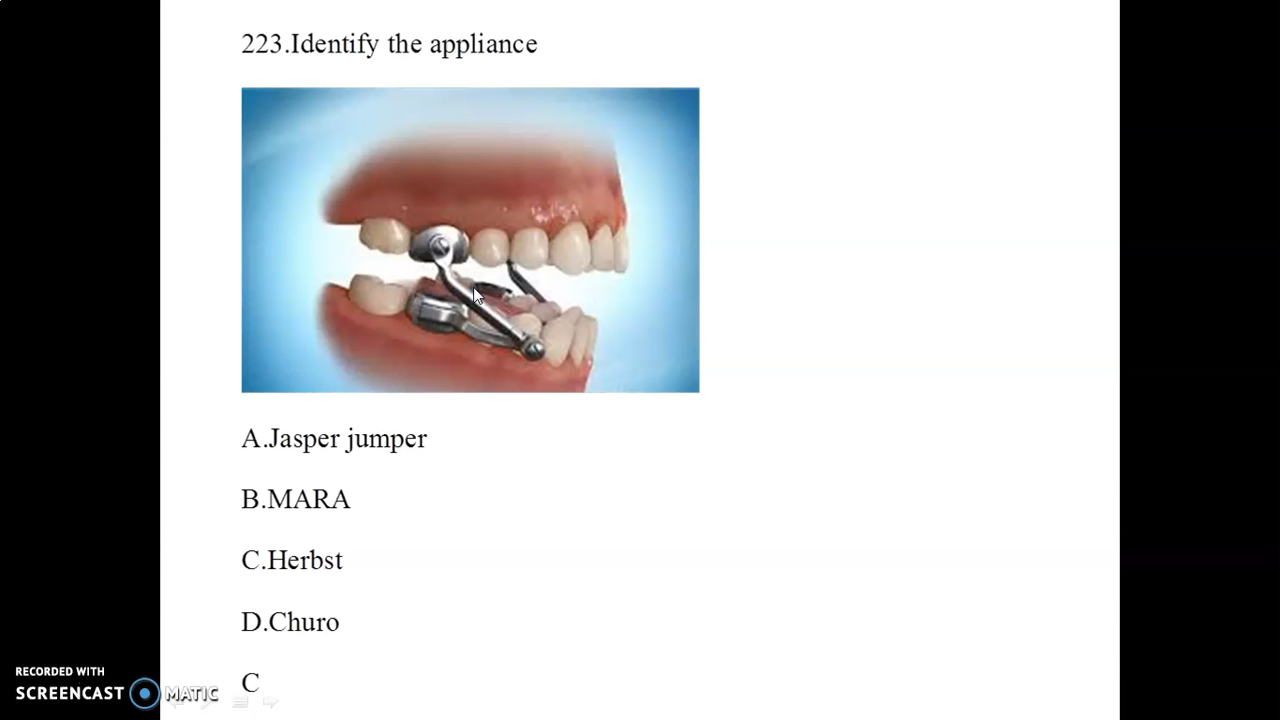 223.Identify the appliance
A.Jasper jumper
B.MARA
C.Herbst
D.Churo
C
RECORDED WITH
SCREENCAST MATIC